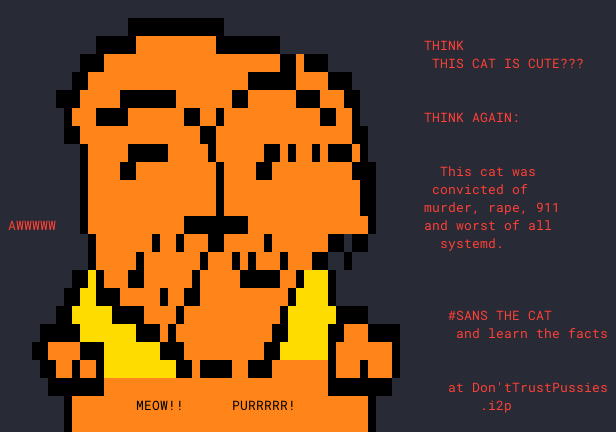 THINK
THIS CAT IS CUTE???
THINK AGAIN:
This cat was
convicted of
murder, rape, 911
and worst of all
systemd.
AWWWWW
#SANS THE CAT
and learn the facts
at Don'tTrustPussies
.i2p
MEOW!! PURRRRR!